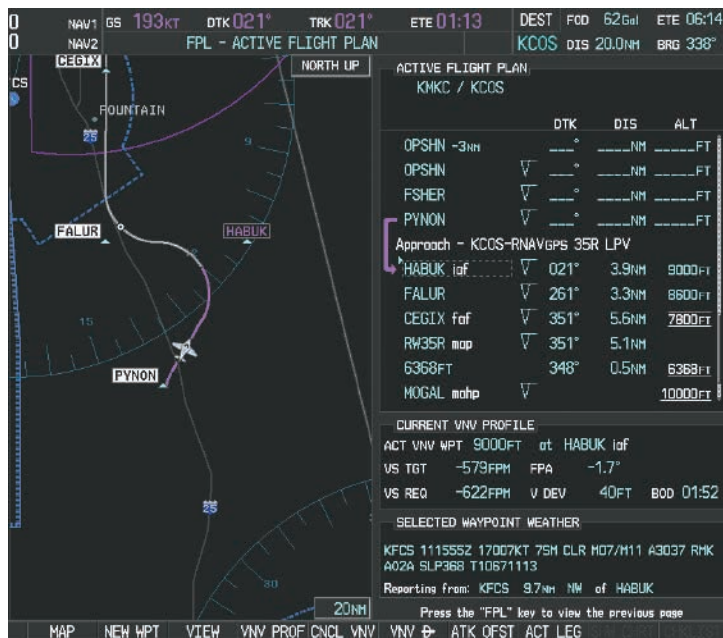 0 NAV1 GS 193KT DTK 021° TRK 021° ETE 01:13 DEST FOD 62Gal ETE 06:14
0 NAV2 FPL - ACTIVE FLIGHT PLAN KCOS DIS 20.0NM BRG 338°
NORTH UP
CEGIX
CS
FOUNTAIN
25
9
FALUR
HABUK
15
PYNON
25
30
20NM
ACTIVE FLIGHT PLAN
KMKC / KCOS
DTK DIS ALT
OPSHN -3NM ___° ____NM _____FT
OPSHN ___° ____NM _____FT
FSHER ___° ____NM _____FT
PYNON ___° ____NM _____FT
Approach - KCOS-RNAVGPS 35R LPV
HABUK iaf 021° 3.9NM 9000FT
FALUR 261° 3.3NM 8600FT
CEGIX faf 351° 5.6NM 7800FT
RW35R map 351° 5.1NM
6368FT 348° 0.5NM 6368FT
MOGAL mahp 10000FT
CURRENT VNV PROFILE
ACT VNV WPT 9000FT at HABUK iaf
VS TGT -579FPM FPA -1.7°
VS REQ -622FPM V DEV 40FT BOD 01:52
SELECTED WAYPOINT WEATHER
KFCS 111555Z 17007KT 7SM CLR M07/M11 A3037 RMK
A02A SLP368 T10671113
Reporting from: KFCS 9.7NM NW of HABUK
Press the "FPL" key to view the previous page
MAP NEW WPT VIEW VNV PROF CNCL VNV VNV D ATK OFST ACT LEG